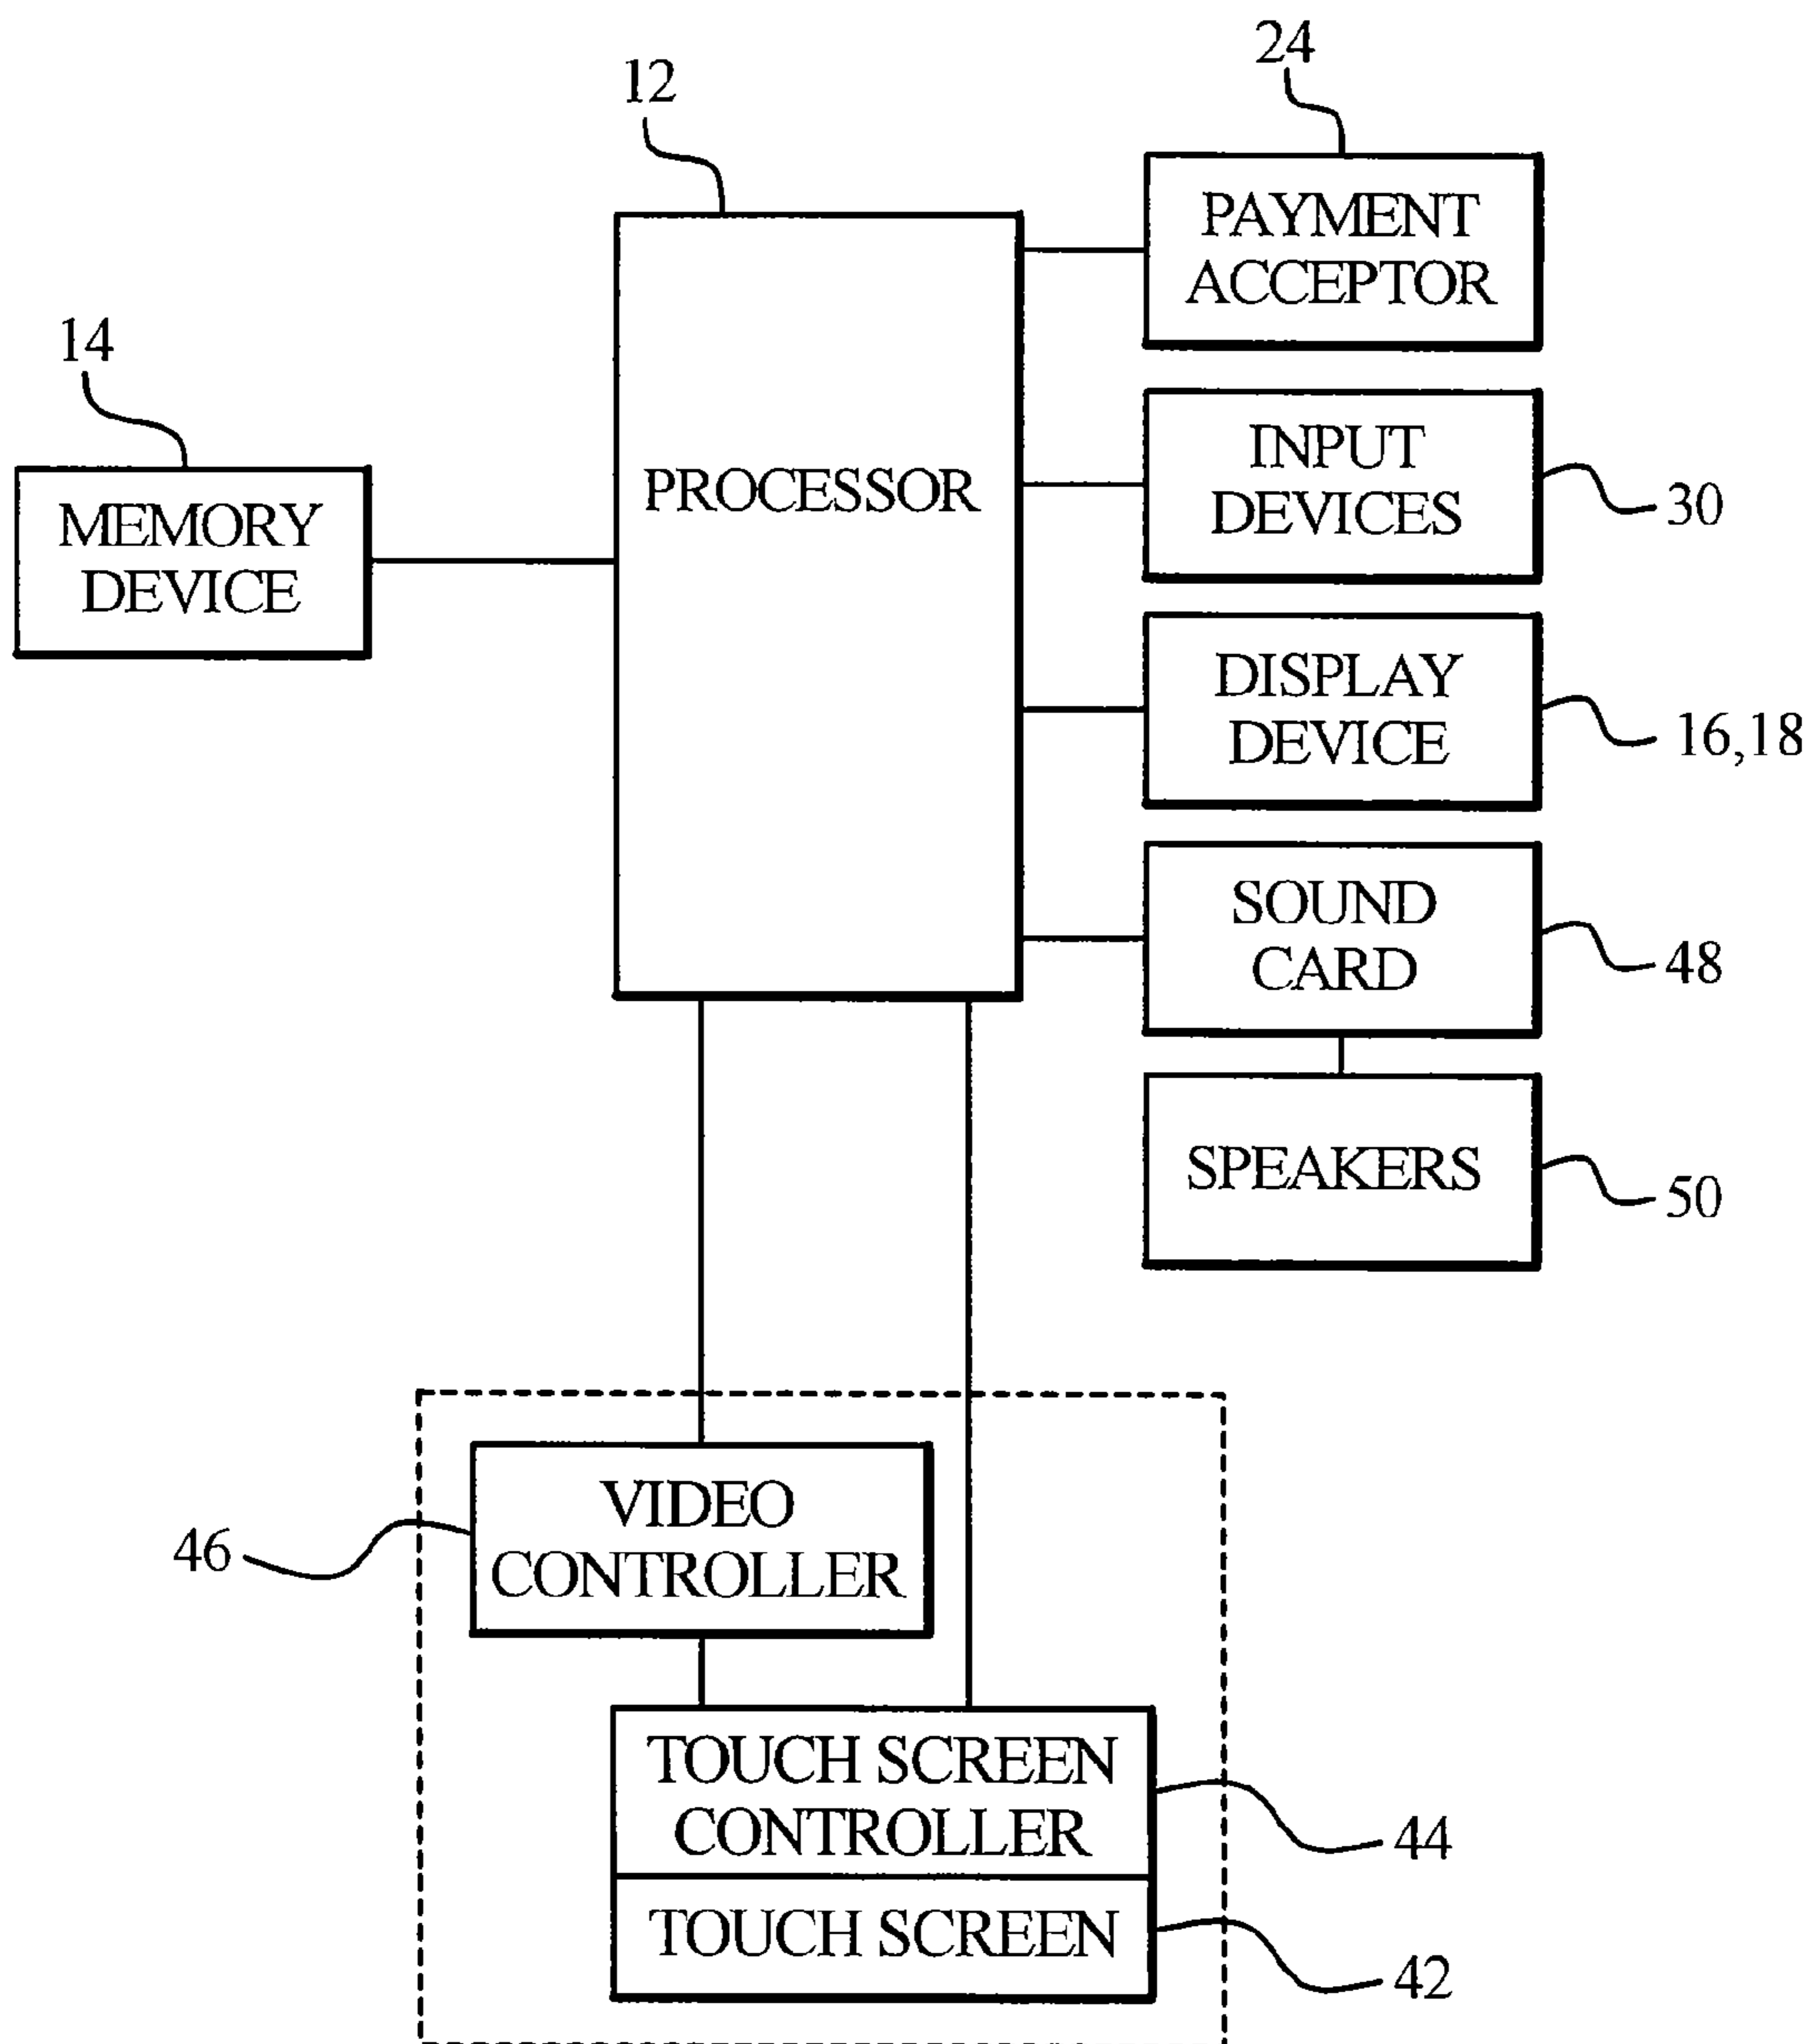 24
12
PAYMENT
ACCEPTOR
14
INPUT
DEVICES
30
PROCESSOR
MEMORY
DEVICE
DISPLAY
DEVICE
16,18
SOUND
CARD
48
SPEAKERS
50
VIDEO
CONTROLLER
46
TOUCH SCREEN
CONTROLLER
44
TOUCH SCREEN
42